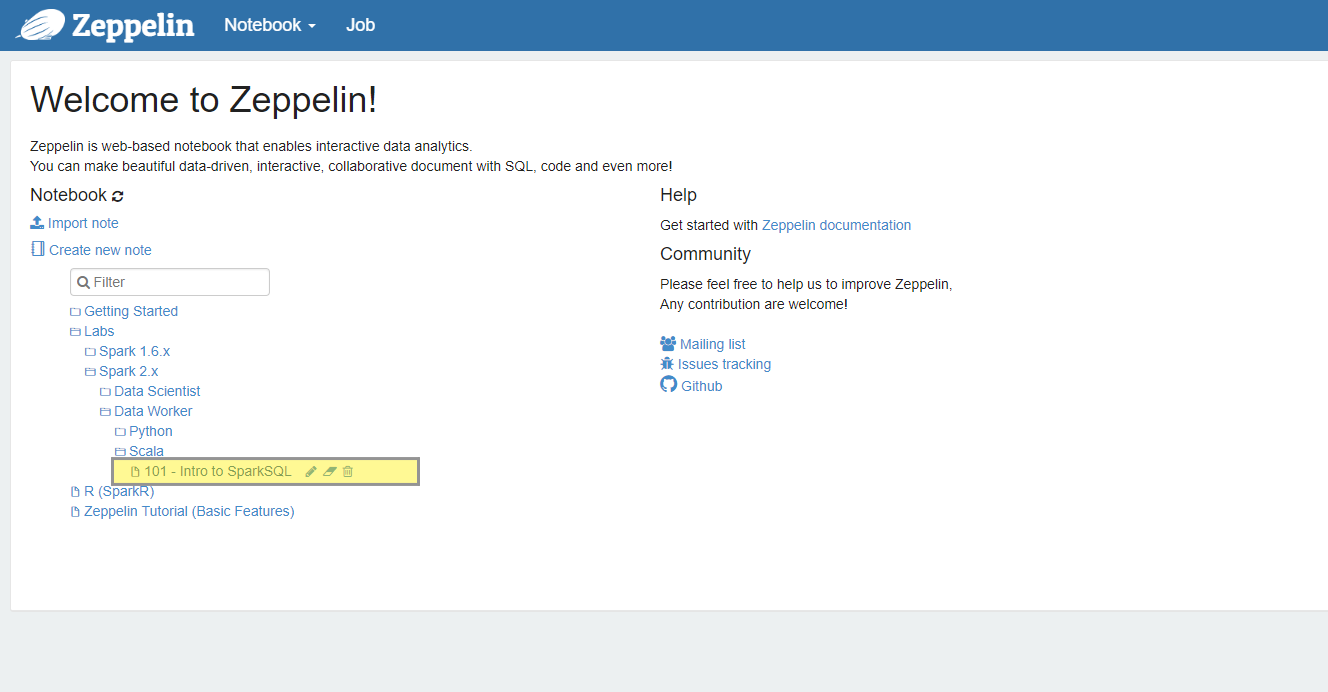 Zeppelin Notebook Job
Welcome to Zeppelin!
Zeppelin is web-based notebook that enables interactive data analytics.
You can make beautiful data-driven, interactive, collaborative document with SQL, code and even more!
Notebook
Import note
Create new note
Filter
Getting Started
Labs
Spark 1.6.x
Spark 2.x
Data Scientist
Data Worker
Python
Scala
101 - Intro to SparkSQL
R (SparkR)
Zeppelin Tutorial (Basic Features)
Help
Get started with Zeppelin documentation
Community
Please feel free to help us to improve Zeppelin,
Any contribution are welcome!
Mailing list
Issues tracking
Github